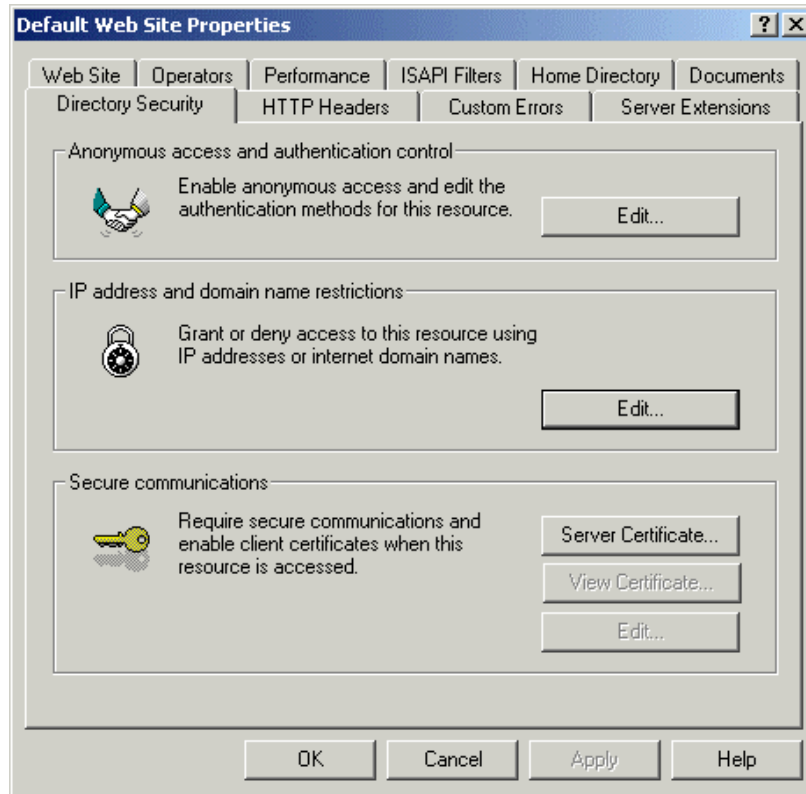 Default Web Site Properties
Web Site Operators Performance ISAPI Filters Home Directory Documents
Directory Security HTTP Headers Custom Errors Server Extensions
Anonymous access and authentication control
Enable anonymous access and edit the
authentication methods for this resource.
Edit...
IP address and domain name restrictions
Grant or deny access to this resource using
IP addresses or internet domain names.
Edit...
Secure communications
Require secure communications and
enable client certificates when this
resource is accessed.
Server Certificate...
View Certificate...
Edit...
OK Cancel Apply Help